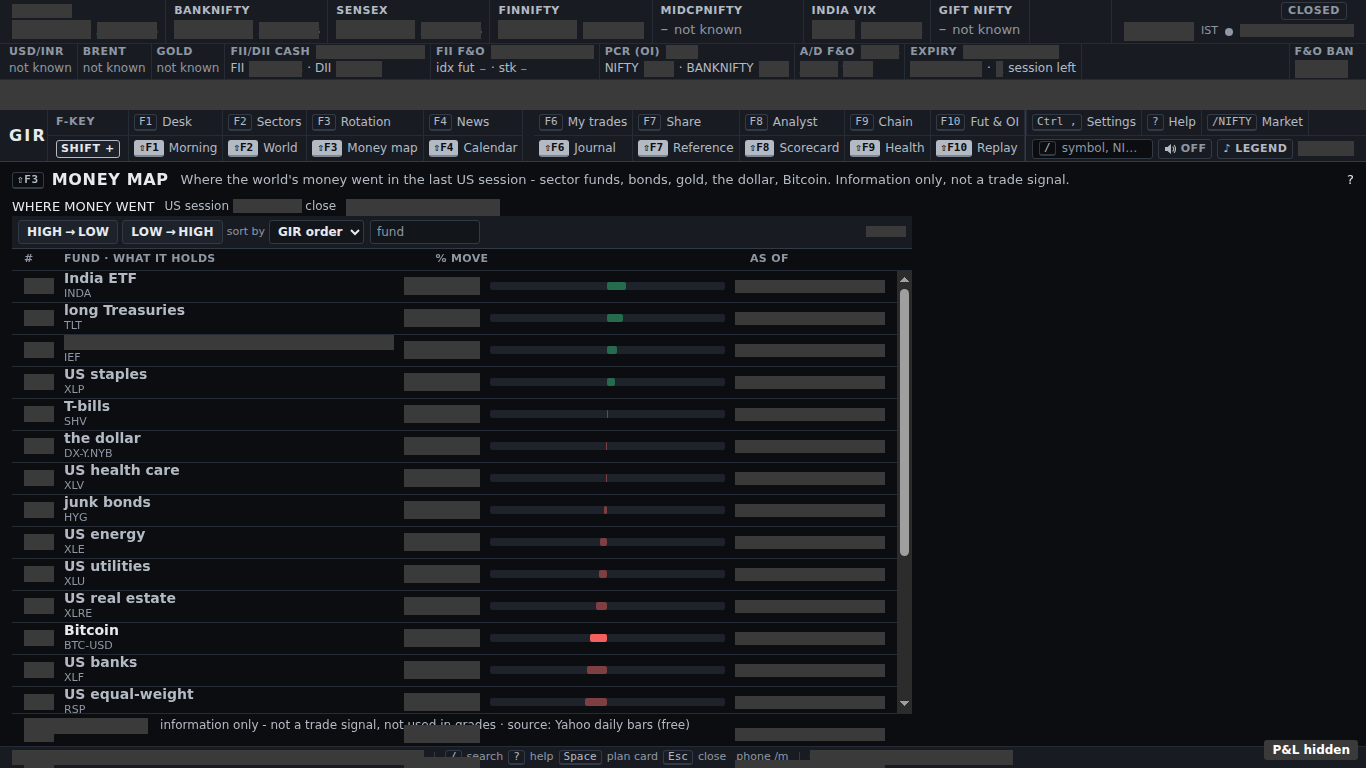 BANKNIFTY SENSEX FINNIFTY MIDCPNIFTY INDIA VIX GIFT NIFTY CLOSED
– not known – not known IST
USD/INR BRENT GOLD FII/DII CASH FII F&O PCR (OI) A/D F&O EXPIRY F&O BAN
not known not known not known FII · DII idx fut – · stk – NIFTY · BANKNIFTY · session left
GIR
F-KEY F1 Desk F2 Sectors F3 Rotation F4 News F6 My trades F7 Share F8 Analyst F9 Chain F10 Fut & OI Ctrl , Settings ? Help /NIFTY Market
SHIFT + ⇧F1 Morning ⇧F2 World ⇧F3 Money map ⇧F4 Calendar ⇧F6 Journal ⇧F7 Reference ⇧F8 Scorecard ⇧F9 Health ⇧F10 Replay / symbol, NI… OFF ♪ LEGEND
⇧F3 MONEY MAP Where the world's money went in the last US session - sector funds, bonds, gold, the dollar, Bitcoin. Information only, not a trade signal. ?
WHERE MONEY WENT US session close
HIGH→LOW LOW→HIGH sort by GIR order fund
# FUND · WHAT IT HOLDS % MOVE AS OF
India ETF
INDA
long Treasuries
TLT
IEF
US staples
XLP
T-bills
SHV
the dollar
DX-Y.NYB
US health care
XLV
junk bonds
HYG
US energy
XLE
US utilities
XLU
US real estate
XLRE
Bitcoin
BTC-USD
US banks
XLF
US equal-weight
RSP
information only - not a trade signal, not used in grades · source: Yahoo daily bars (free)
/ search ? help Space plan card Esc close phone /m
P&L hidden